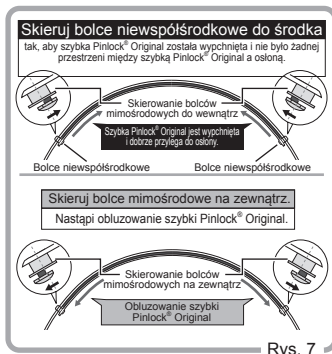 Skieruj bolce niewspółśrodkowe do środka
tak, aby szybka Pinlock® Original została wypchnięta i nie było żadnej
przestrzeni między szybką Pinlock® Original a osłoną.
Skierowanie bolców
mimośrodowych do wewnątrz
Szybka Pinlock® Original jest wypchnięta
i dobrze przylega do osłony.
Bolce niewspółśrodkowe
Bolce niewspółśrodkowe
Skieruj bolce mimośrodowe na zewnątrz.
Nastąpi obluzowanie szybki Pinlock® Original.
Skierowanie bolców
mimośrodowych na zewnątrz
Obluzowanie szybki
Pinlock® Original
Rys. 7